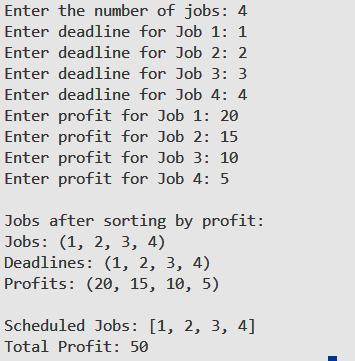 Enter the number of jobs: 4
Enter deadline for Job 1: 1
Enter deadline for Job 2: 2
Enter deadline for Job 3: 3
Enter deadline for Job 4: 4
Enter profit for Job 1: 20
Enter profit for Job 2: 15
Enter profit for Job 3: 10
Enter profit for Job 4: 5
Jobs after sorting by profit:
Jobs: (1, 2, 3, 4)
Deadlines: (1, 2, 3, 4)
Profits: (20, 15, 10, 5)
Scheduled Jobs: [1, 2, 3, 4]
Total Profit: 50